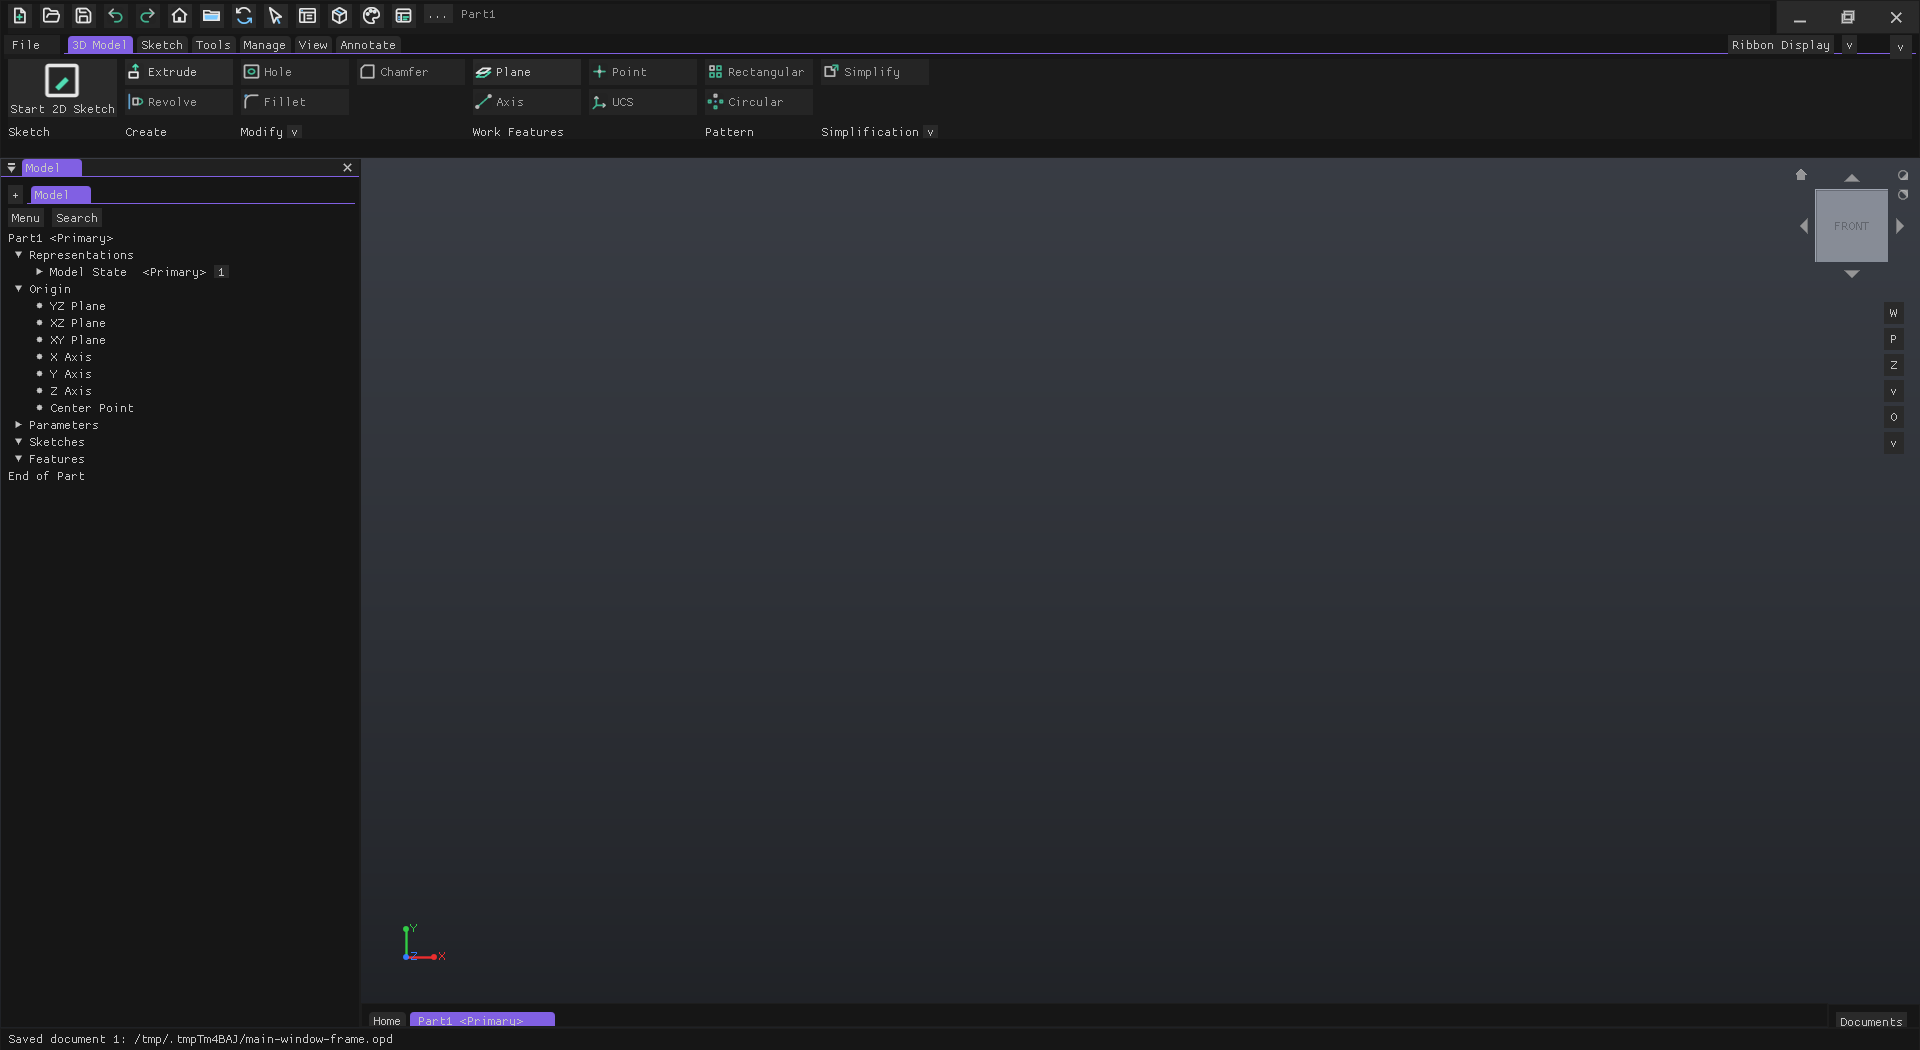 ... Part1
File 3D Model Sketch Tools Manage View Annotate Ribbon Display v v
Start 2D Sketch
Extrude Hole Chamfer Plane Point Rectangular Simplify
Revolve Fillet Axis UCS Circular
Sketch Create Modify v Work Features Pattern Simplification v
Model
+ Model
Menu Search
Part1 <Primary>
Representations
Model State <Primary> 1
Origin
YZ Plane
XZ Plane
XY Plane
X Axis
Y Axis
Z Axis
Center Point
Parameters
Sketches
Features
End of Part
FRONT
W
P
Z
v
O
v
Y
Z X
Home Part1 <Primary> Documents
Saved document 1: /tmp/.tmpTm4BAJ/main-window-frame.opd